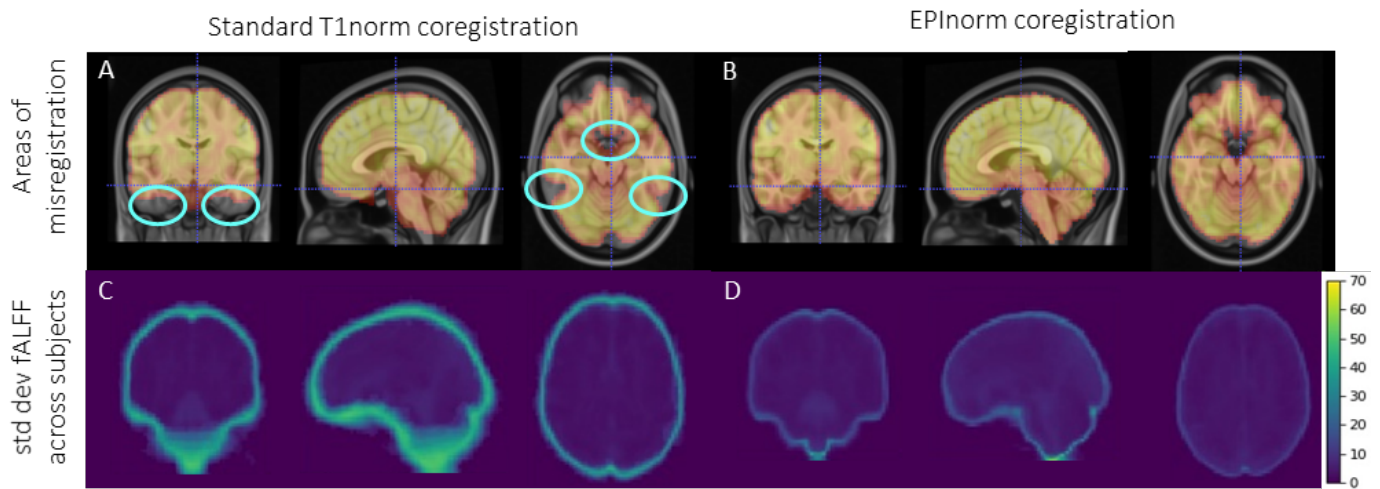 Standard T1norm coregistration
EPInorm coregistration
Areas of
misregistration
A
B
std dev fALFF
across subjects
C
D
70
60
50
40
30
20
10
0